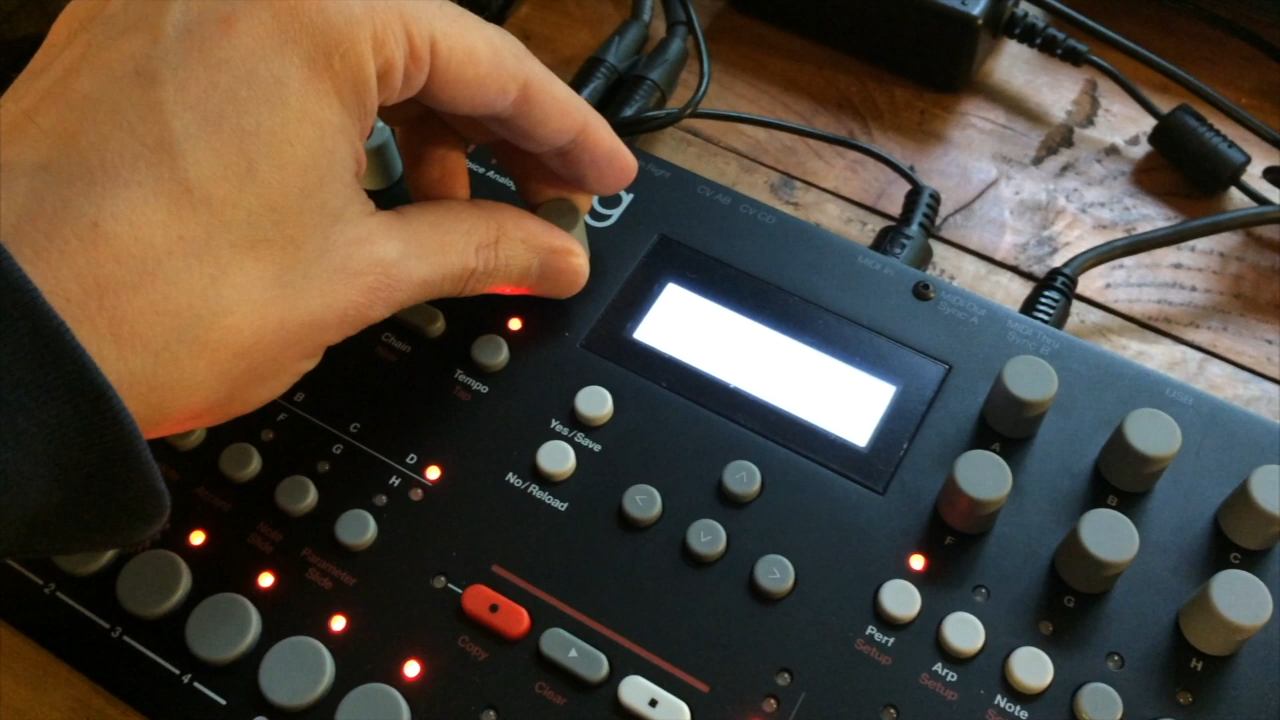 CV AB CV CD
MIDI In
MIDI Out
Sync A
MIDI Thru
Sync B
USB
Chain
Tempo
Tap
Yes/Save
No/Reload
A
B
C
F
G
H
B
C
D
F
G
H
Note
Slide
Parameter
Slide
2
3
4
Copy
Clear
Perf
Setup
Arp
Setup
Note